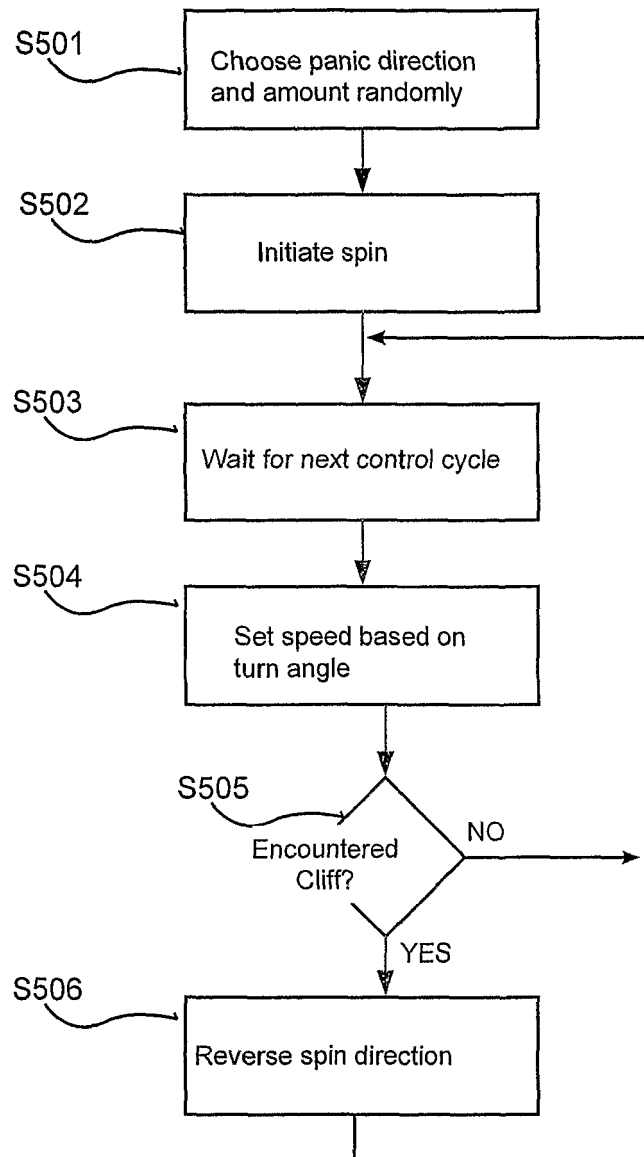 S501
Choose panic direction
and amount randomly
S502
Initiate spin
S503
Wait for next control cycle
S504
Set speed based on
turn angle
S505
Encountered
Cliff?
NO
YES
S506
Reverse spin direction